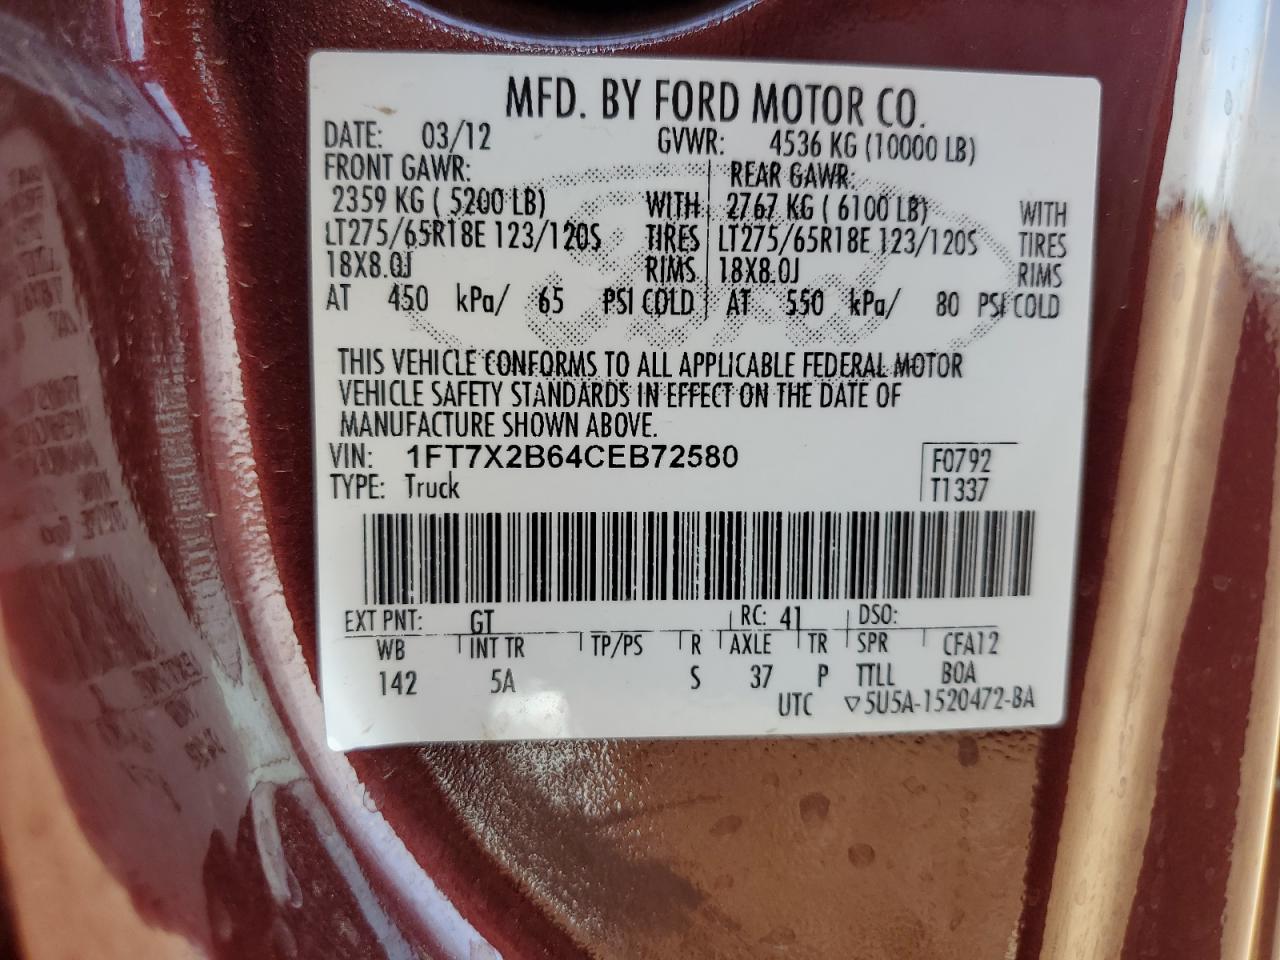 MFD. BY FORD MOTOR CO.
DATE: 03/12 GVWR: 4536 KG (10000 LB)
FRONT GAWR: REAR GAWR:
2359 KG ( 5200 LB) WITH 2767 KG ( 6100 LB) WITH
LT275/65R18E 123/120S TIRES LT275/65R18E 123/120S TIRES
18X8.0J RIMS 18X8.0J RIMS
AT 450 kPa/ 65 PSI COLD AT 550 kPa/ 80 PSI COLD
THIS VEHICLE CONFORMS TO ALL APPLICABLE FEDERAL MOTOR
VEHICLE SAFETY STANDARDS IN EFFECT ON THE DATE OF
MANUFACTURE SHOWN ABOVE.
VIN: 1FT7X2B64CEB72580 F0792
TYPE: Truck T1337
EXT PNT: GT RC: 41 DSO:
WB INT TR TP/PS R AXLE TR SPR CFA12
142 5A S 37 P TTLL B0A
UTC ▽5U5A-1520472-BA